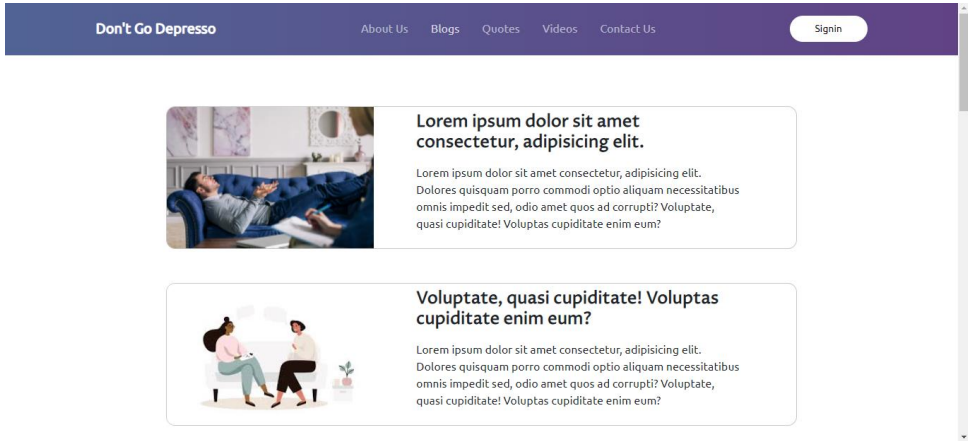 Don't Go Depresso
About Us Blogs Quotes Videos Contact Us
Signin
Lorem ipsum dolor sit amet
consectetur, adipisicing elit.
Lorem ipsum dolor sit amet consectetur, adipisicing elit.
Dolores quisquam porro commodi optio aliquam necessitatibus
omnis impedit sed, odio amet quos ad corrupti? Voluptate,
quasi cupiditate! Voluptas cupiditate enim eum?
Voluptate, quasi cupiditate! Voluptas
cupiditate enim eum?
Lorem ipsum dolor sit amet consectetur, adipisicing elit.
Dolores quisquam porro commodi optio aliquam necessitatibus
omnis impedit sed, odio amet quos ad corrupti? Voluptate,
quasi cupiditate! Voluptas cupiditate enim eum?